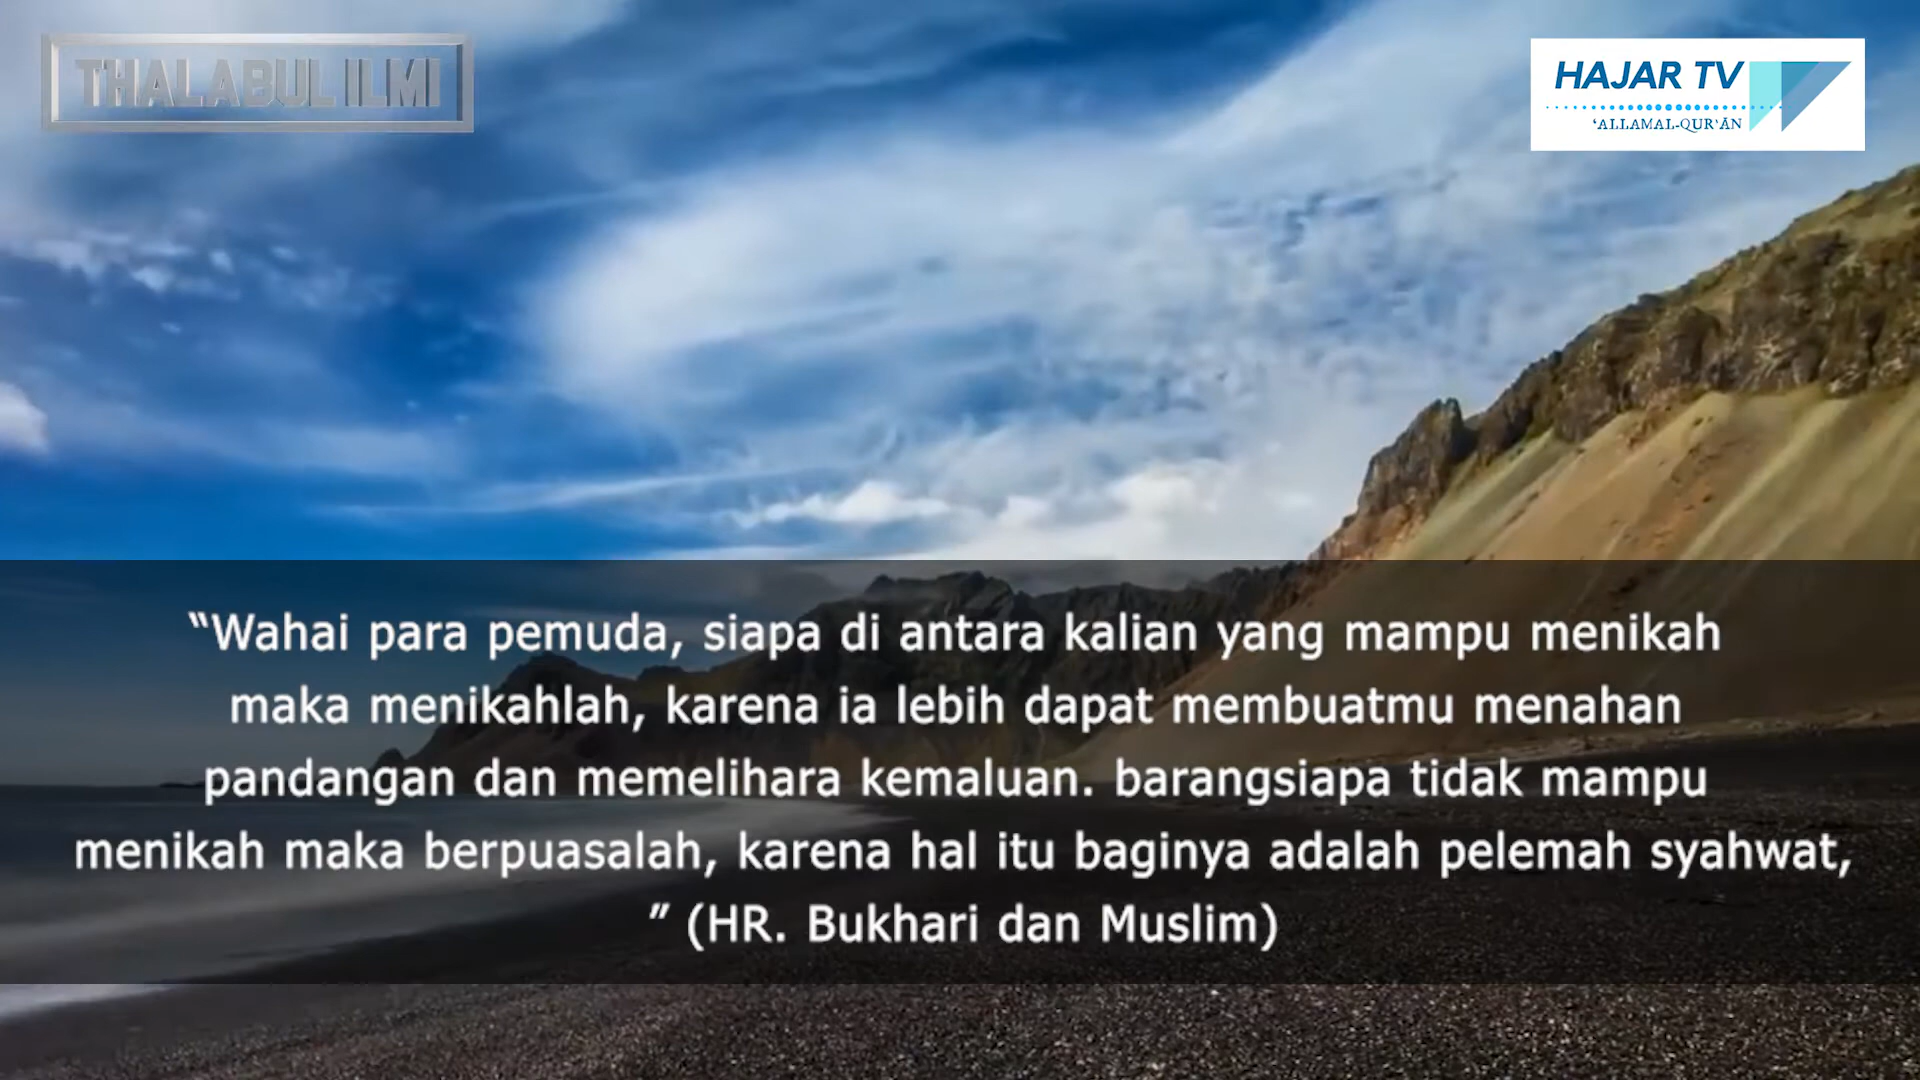 THALABUL ILMI
HAJAR TV
‘ALLAMAL-QUR‘ĀN
“Wahai para pemuda, siapa di antara kalian yang mampu menikah
maka menikahlah, karena ia lebih dapat membuatmu menahan
pandangan dan memelihara kemaluan. barangsiapa tidak mampu
menikah maka berpuasalah, karena hal itu baginya adalah pelemah syahwat,
” (HR. Bukhari dan Muslim)